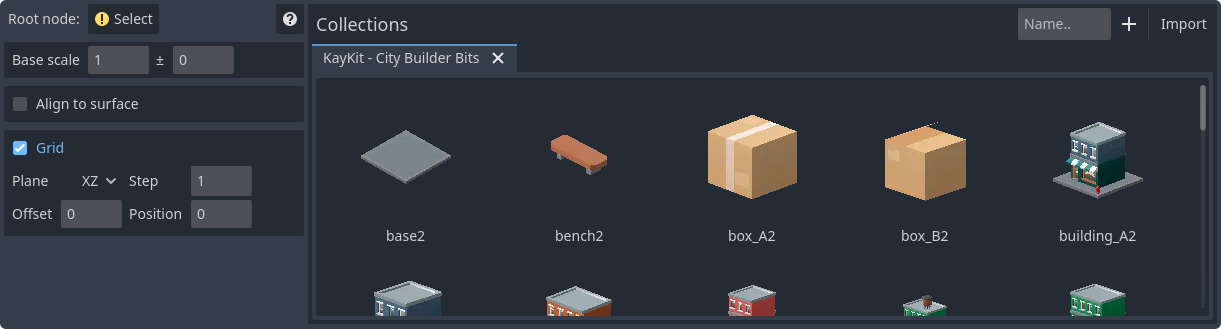 Root node: Select ?
Base scale 1 ± 0
Align to surface
Grid
Plane XZ Step 1
Offset 0 Position 0
Collections Name.. + Import
KayKit - City Builder Bits
base2 bench2 box_A2 box_B2 building_A2